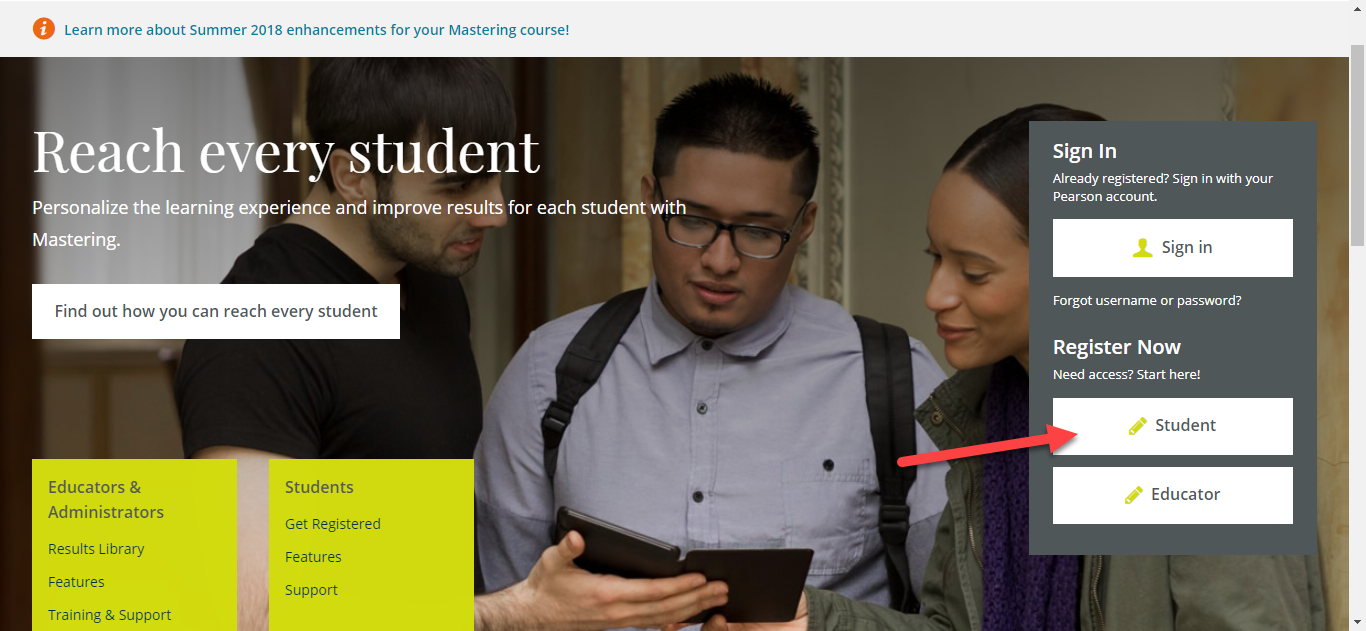 Learn more about Summer 2018 enhancements for your Mastering course!
Reach every student
Personalize the learning experience and improve results for each student with
Mastering.
Find out how you can reach every student
Educators &
Administrators
Results Library
Features
Training & Support
Students
Get Registered
Features
Support
Sign In
Already registered? Sign in with your
Pearson account.
Sign in
Forgot username or password?
Register Now
Need access? Start here!
Student
Educator